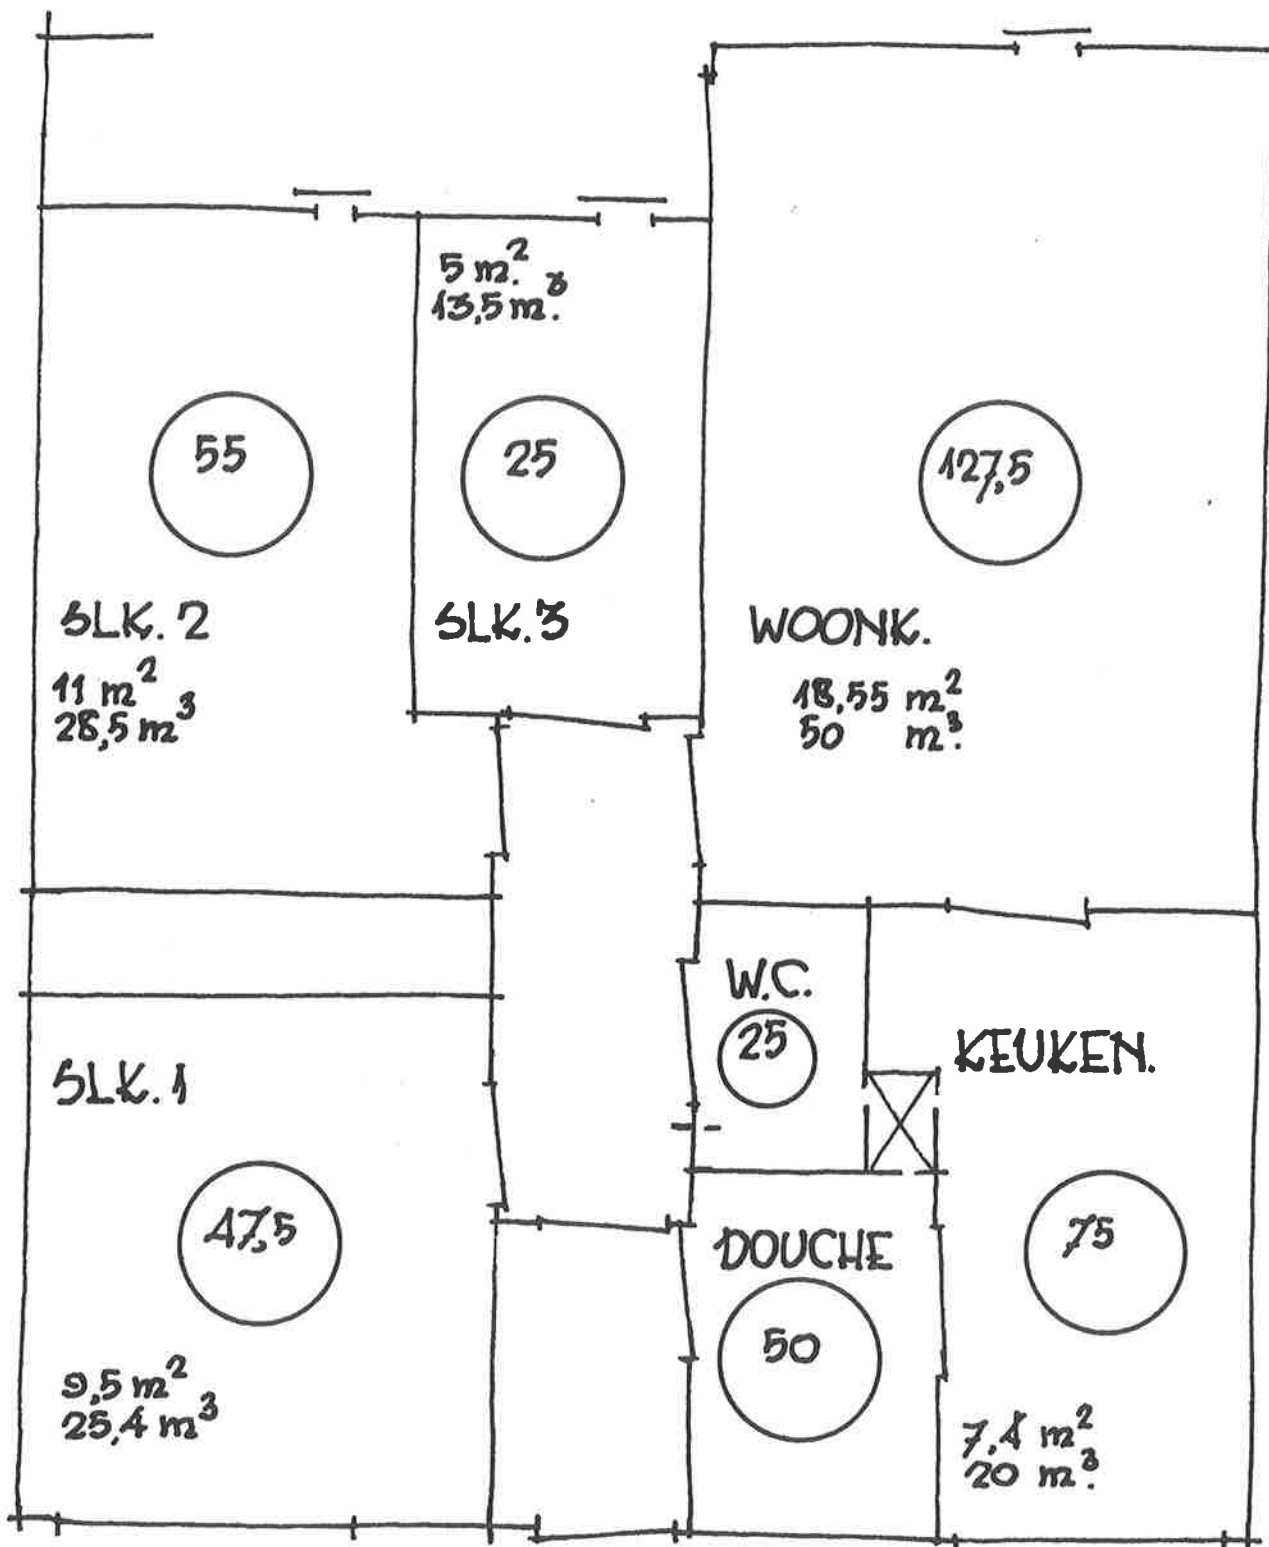 5 m.²
13,5 m.³
55
25
127,5
SLK. 2
11 m²
28,5 m³
SLK. 3
WOONK.
18,55 m²
50 m³.
W.C.
25
KEUKEN.
SLK. 1
47,5
DOUCHE
50
75
9,5 m²
25,4 m³
7,4 m²
20 m³.